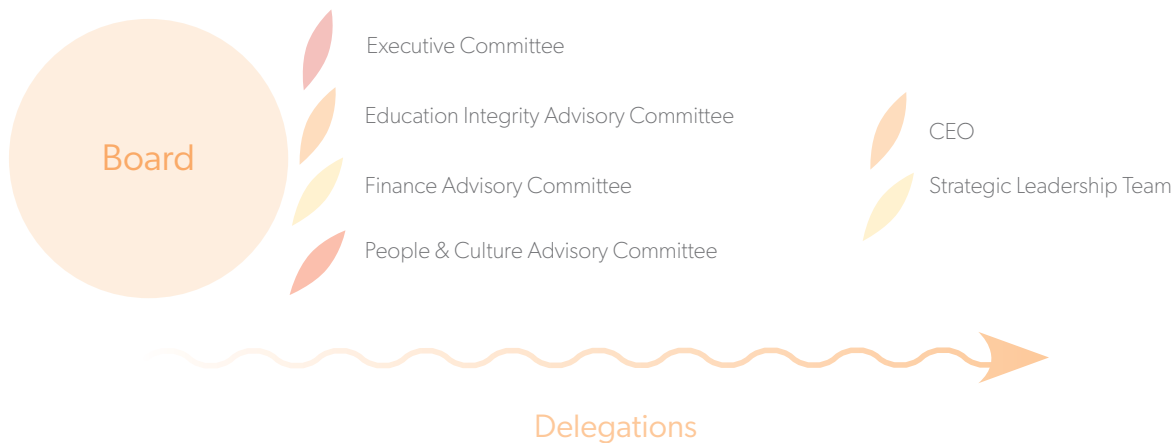 Board
Executive Committee
Education Integrity Advisory Committee
Finance Advisory Committee
People & Culture Advisory Committee
CEO
Strategic Leadership Team
Delegations